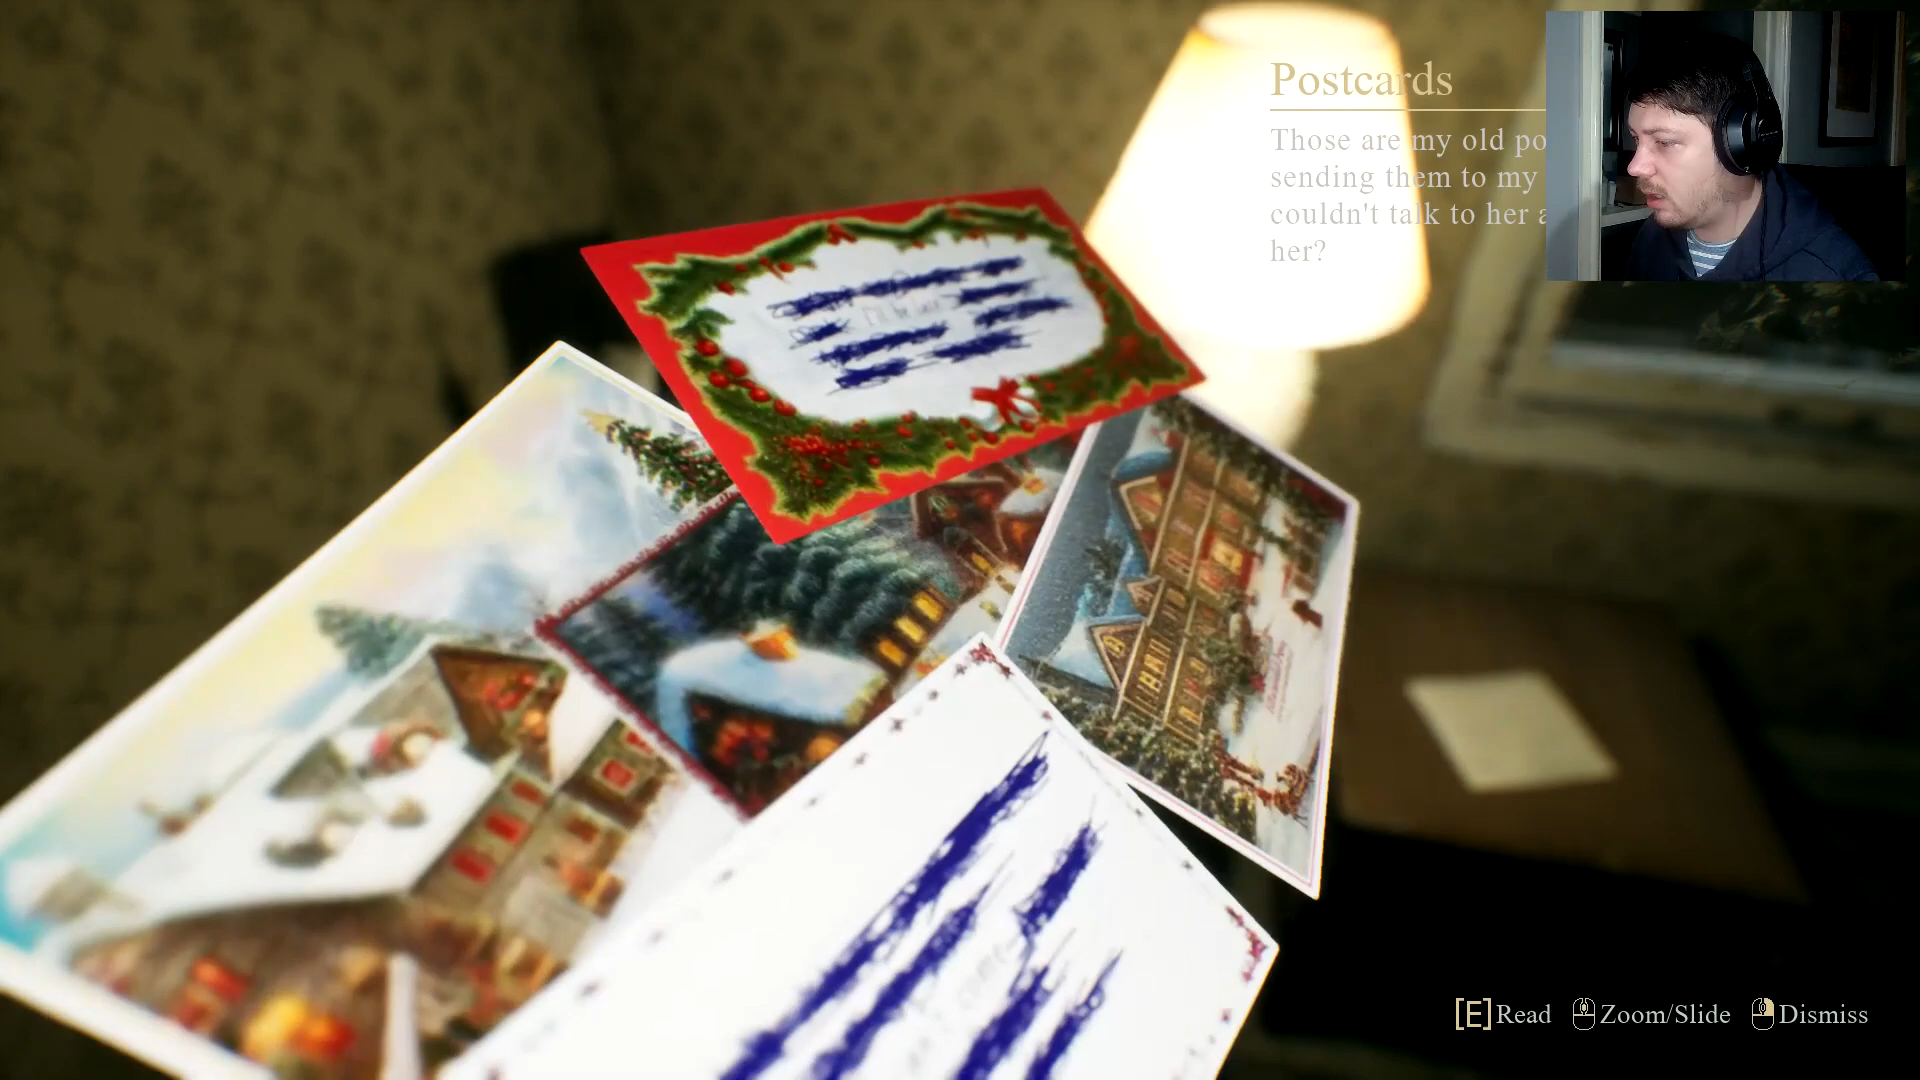 Postcards
Those are my old po
sending them to my
couldn't talk to her a
her?
[E] Read Zoom/Slide Dismiss